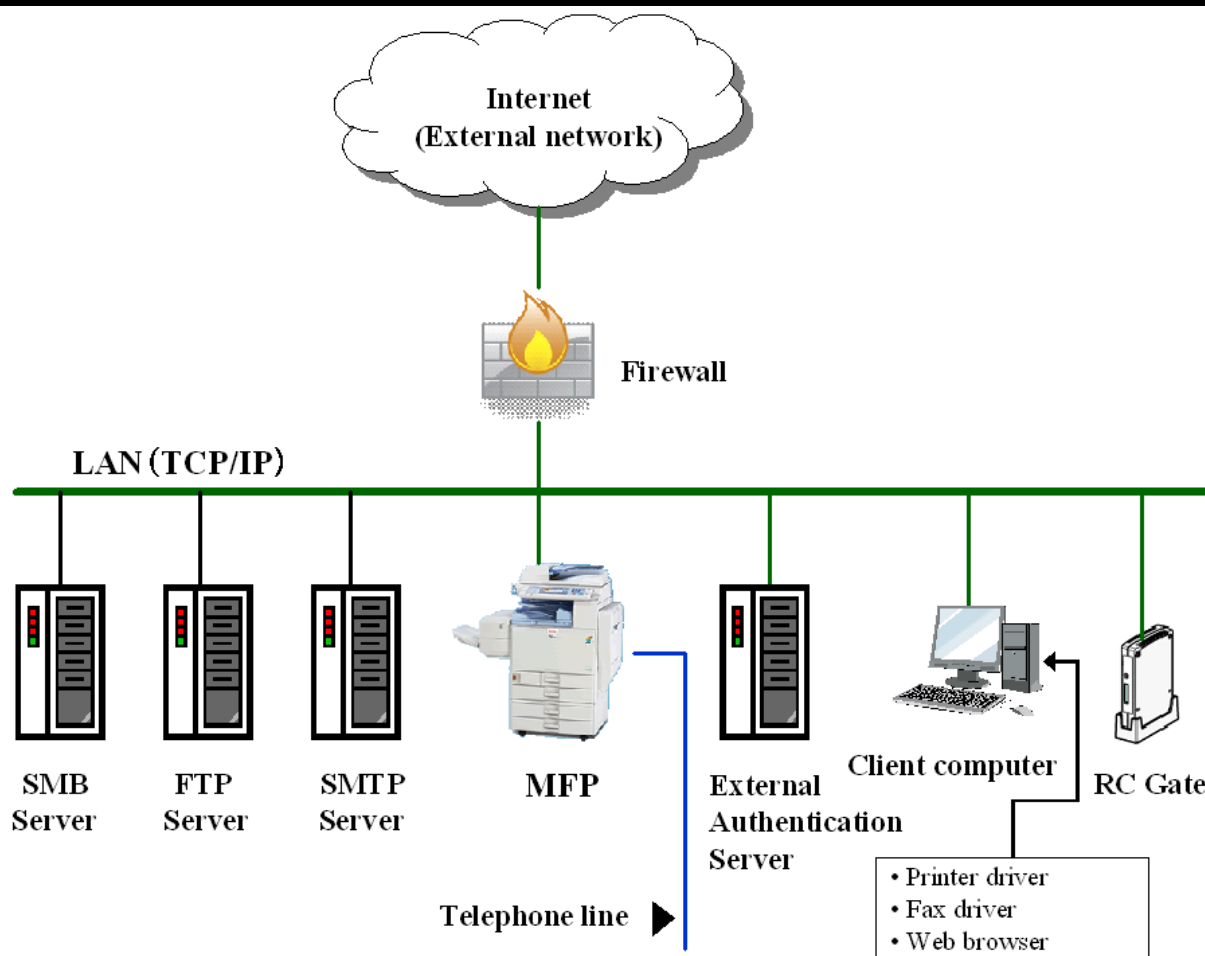 Internet
(External network)
Firewall
LAN（TCP/IP）
SMB
Server
FTP
Server
SMTP
Server
MFP
External
Authentication
Server
Client computer
RC Gate
Telephone line
• Printer driver
• Fax driver
• Web browser